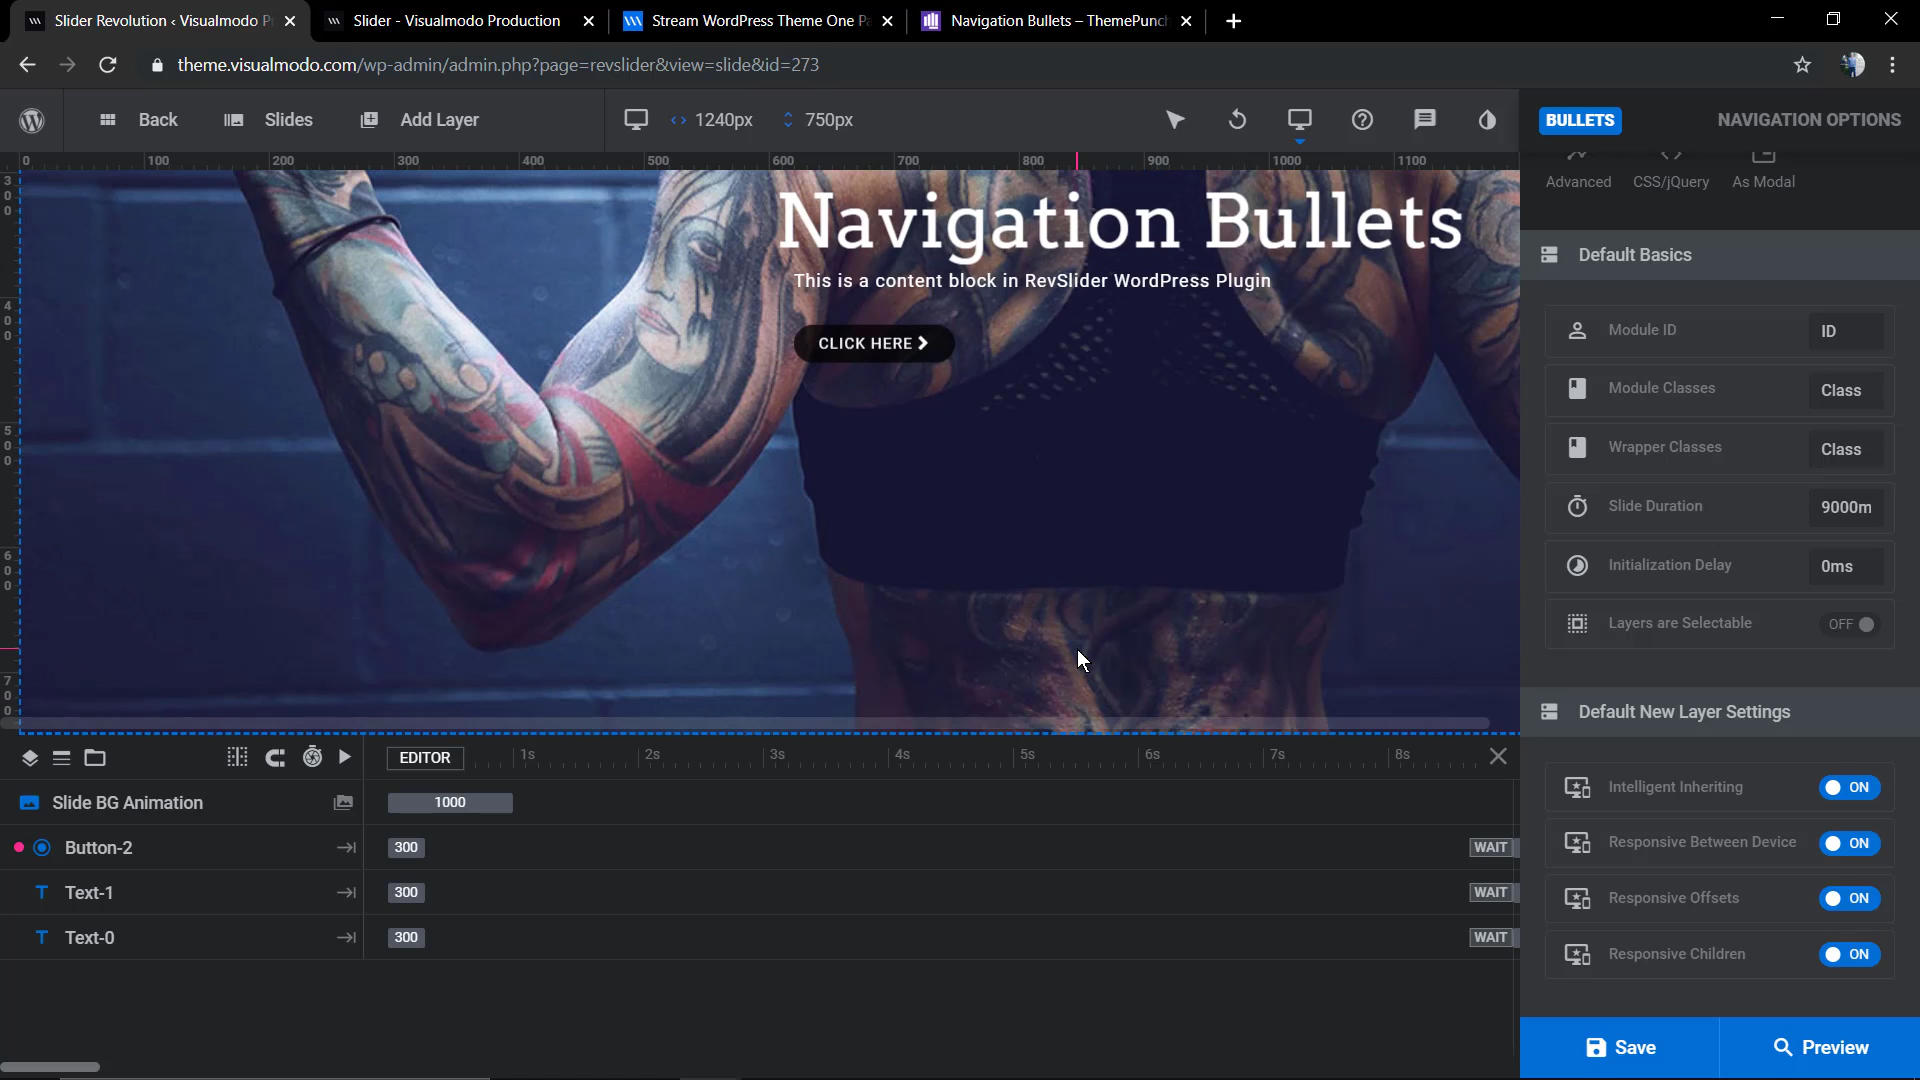 Slider Revolution ‹ Visualmodo P
Slider - Visualmodo Production
Stream WordPress Theme One Pa
Navigation Bullets – ThemePunch
theme.visualmodo.com/wp-admin/admin.php?page=revslider&view=slide&id=273
Back
Slides
Add Layer
1240px
750px
BULLETS
NAVIGATION OPTIONS
0 100 200 300 400 500 600 700 800 900 1000 1100
300
400
500
600
700
Advanced
CSS/jQuery
As Modal
Navigation Bullets
This is a content block in RevSlider WordPress Plugin
CLICK HERE
Default Basics
Module ID
ID
Module Classes
Class
Wrapper Classes
Class
Slide Duration
9000m
Initialization Delay
0ms
Layers are Selectable
OFF
Default New Layer Settings
Intelligent Inheriting
ON
Responsive Between Device
ON
Responsive Offsets
ON
Responsive Children
ON
EDITOR
1s 2s 3s 4s 5s 6s 7s 8s
Slide BG Animation
1000
Button-2
300
WAIT
Text-1
300
WAIT
Text-0
300
WAIT
Save
Preview